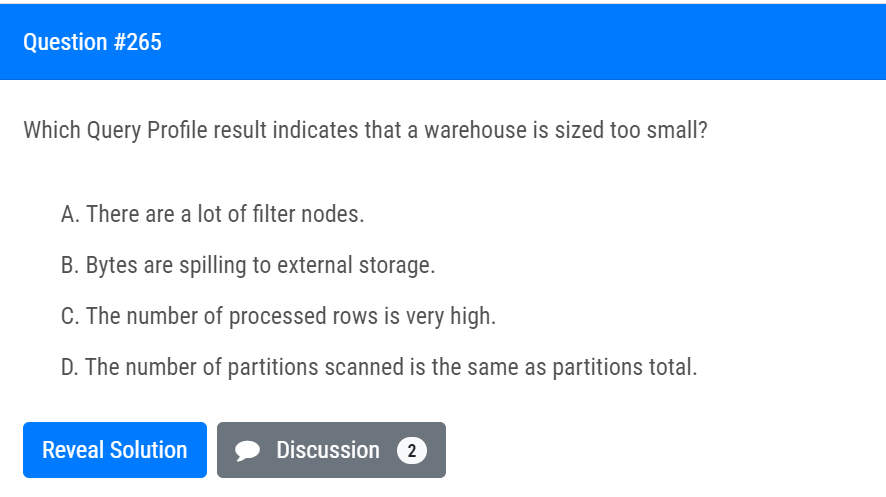 Question #265
Which Query Profile result indicates that a warehouse is sized too small?
A. There are a lot of filter nodes.
B. Bytes are spilling to external storage.
C. The number of processed rows is very high.
D. The number of partitions scanned is the same as partitions total.
Reveal Solution Discussion 2